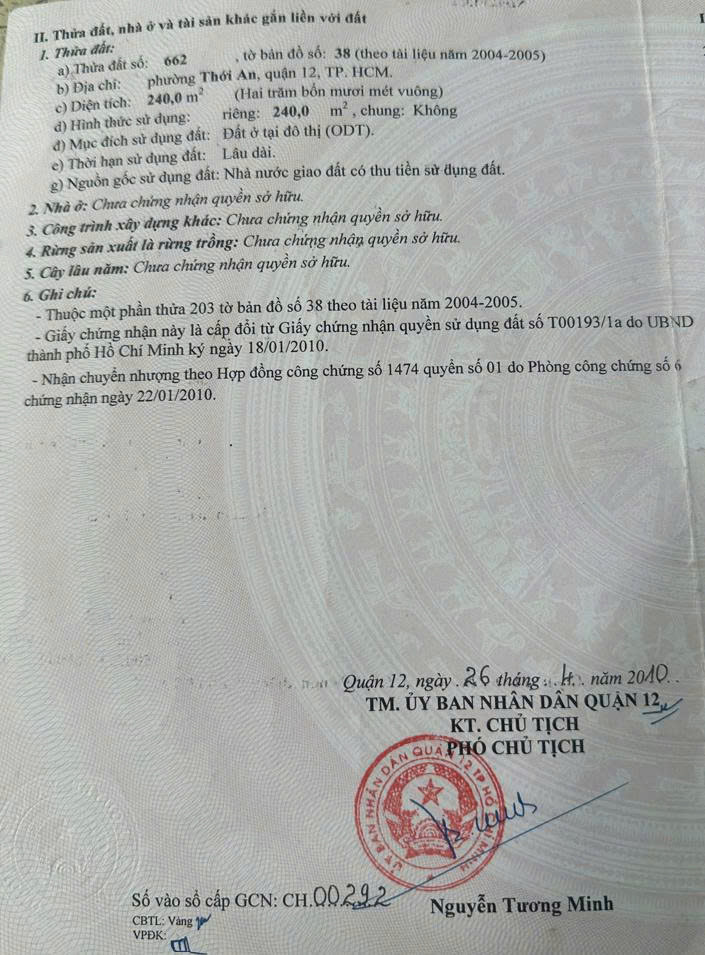 II. Thửa đất, nhà ở và tài sản khác gắn liền với đất
1. Thửa đất:
a) Thửa đất số: 662 , tờ bản đồ số: 38 (theo tài liệu năm 2004-2005)
b) Địa chỉ: phường Thới An, quận 12, TP. HCM.
c) Diện tích: 240,0 m² (Hai trăm bốn mươi mét vuông)
d) Hình thức sử dụng: riêng: 240,0 m² , chung: Không
đ) Mục đích sử dụng đất: Đất ở tại đô thị (ODT).
e) Thời hạn sử dụng đất: Lâu dài.
g) Nguồn gốc sử dụng đất: Nhà nước giao đất có thu tiền sử dụng đất.
2. Nhà ở: Chưa chứng nhận quyền sở hữu.
3. Công trình xây dựng khác: Chưa chứng nhận quyền sở hữu.
4. Rừng sản xuất là rừng trồng: Chưa chứng nhận quyền sở hữu.
5. Cây lâu năm: Chưa chứng nhận quyền sở hữu.
6. Ghi chú:
- Thuộc một phần thửa 203 tờ bản đồ số 38 theo tài liệu năm 2004-2005.
- Giấy chứng nhận này là cấp đổi từ Giấy chứng nhận quyền sử dụng đất số T00193/1a do UBND
thành phố Hồ Chí Minh ký ngày 18/01/2010.
- Nhận chuyển nhượng theo Hợp đồng công chứng số 1474 quyển số 01 do Phòng công chứng số 6
chứng nhận ngày 22/01/2010.
Quận 12, ngày 26 tháng 4 năm 2010
TM. ỦY BAN NHÂN DÂN QUẬN 12
KT. CHỦ TỊCH
PHÓ CHỦ TỊCH
ỦY BAN NHÂN DÂN QUẬN 12 TP HỒ CHÍ MINH
Số vào sổ cấp GCN: CH.00292
Nguyễn Tương Minh
CBTL: Vàng
VPĐK: